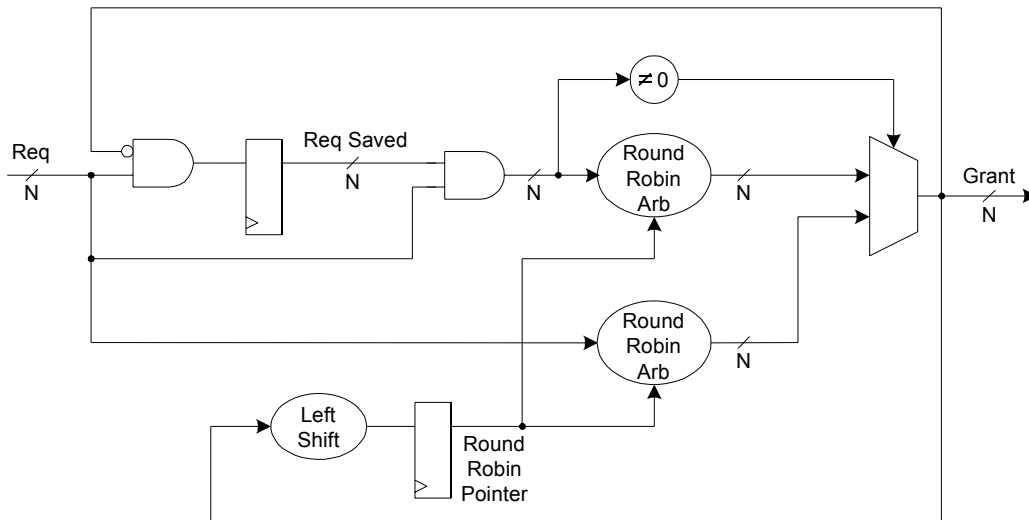 ≠ 0
Req
N
Req Saved
N
N
Round
Robin
Arb
N
Grant
N
Round
Robin
Arb
N
Left
Shift
Round
Robin
Pointer